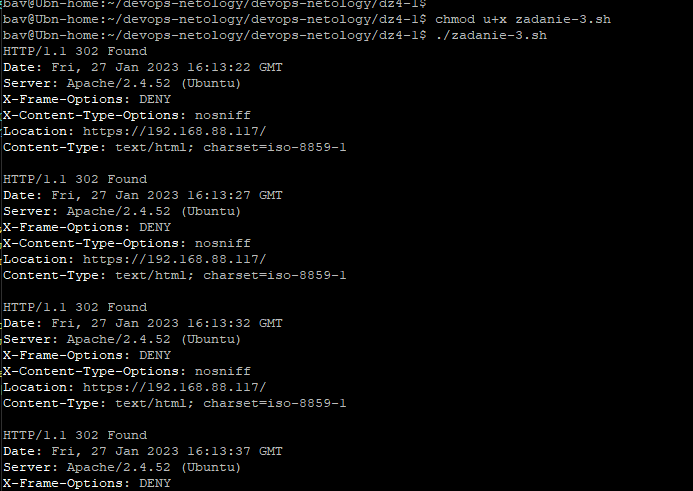 bav@Ubn-home:~/devops-netology/devops-netology/dz4-1$
bav@Ubn-home:~/devops-netology/devops-netology/dz4-1$ chmod u+x zadanie-3.sh
bav@Ubn-home:~/devops-netology/devops-netology/dz4-1$ ./zadanie-3.sh
HTTP/1.1 302 Found
Date: Fri, 27 Jan 2023 16:13:22 GMT
Server: Apache/2.4.52 (Ubuntu)
X-Frame-Options: DENY
X-Content-Type-Options: nosniff
Location: https://192.168.88.117/
Content-Type: text/html; charset=iso-8859-1
HTTP/1.1 302 Found
Date: Fri, 27 Jan 2023 16:13:27 GMT
Server: Apache/2.4.52 (Ubuntu)
X-Frame-Options: DENY
X-Content-Type-Options: nosniff
Location: https://192.168.88.117/
Content-Type: text/html; charset=iso-8859-1
HTTP/1.1 302 Found
Date: Fri, 27 Jan 2023 16:13:32 GMT
Server: Apache/2.4.52 (Ubuntu)
X-Frame-Options: DENY
X-Content-Type-Options: nosniff
Location: https://192.168.88.117/
Content-Type: text/html; charset=iso-8859-1
HTTP/1.1 302 Found
Date: Fri, 27 Jan 2023 16:13:37 GMT
Server: Apache/2.4.52 (Ubuntu)
X-Frame-Options: DENY